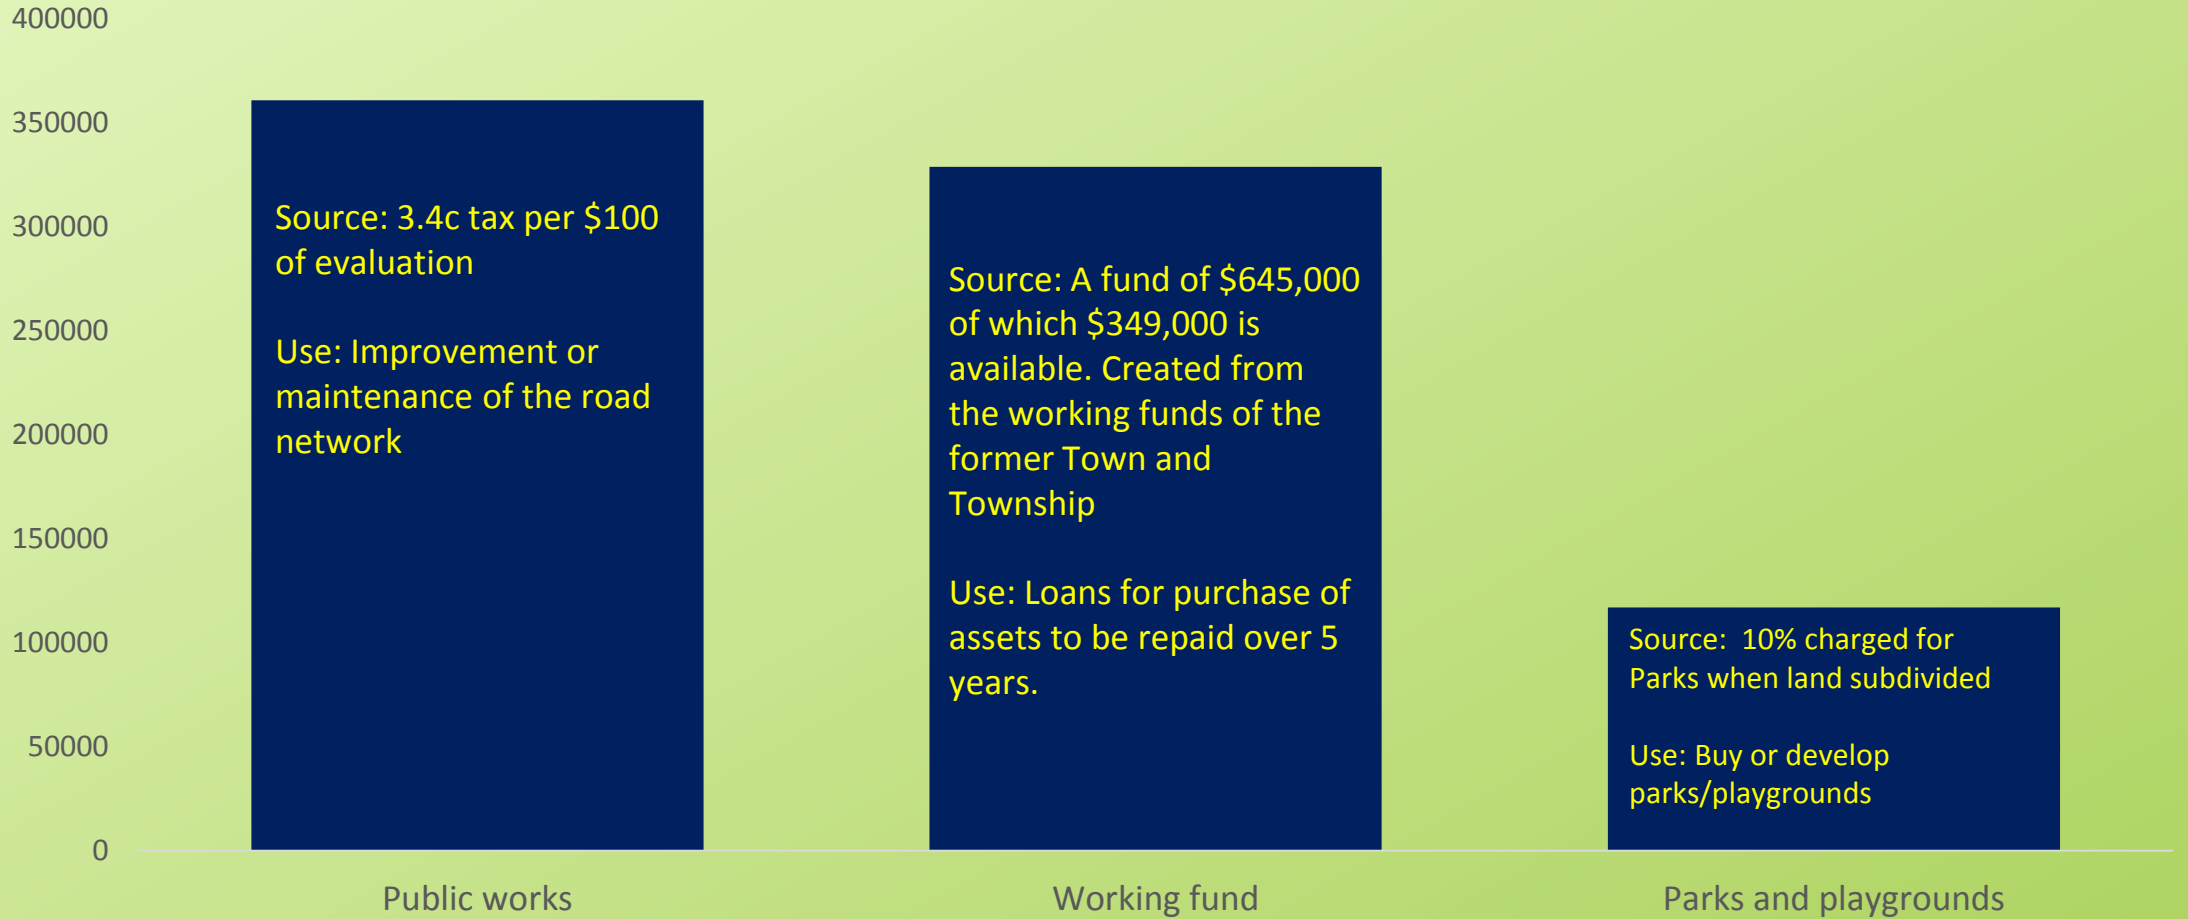 400000
350000
300000
250000
200000
150000
100000
50000
0
Source: 3.4c tax per $100
of evaluation
Use: Improvement or
maintenance of the road
network
Source: A fund of $645,000
of which $349,000 is
available. Created from
the working funds of the
former Town and
Township
Use: Loans for purchase of
assets to be repaid over 5
years.
Source:  10% charged for
Parks when land subdivided
Use: Buy or develop
parks/playgrounds
Public works
Working fund
Parks and playgrounds